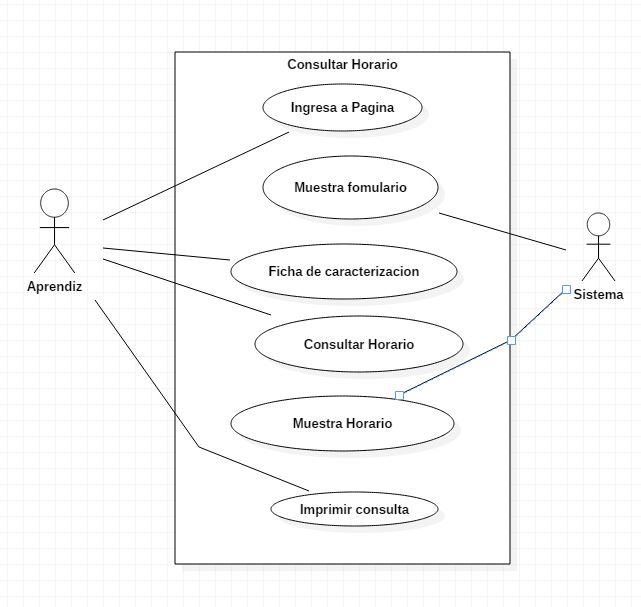 Consultar Horario
Ingresa a Pagina
Muestra fomulario
Aprendiz
Sistema
Ficha de caracterizacion
Consultar Horario
Muestra Horario
Imprimir consulta